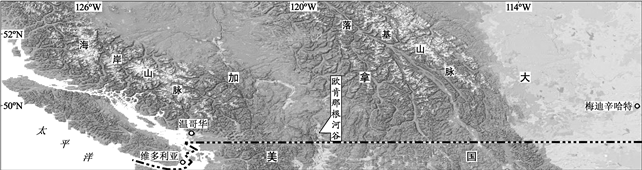 126°W
120°W
114°W
52°N
50°N
海岸山脉
落基山脉
加拿大
欧肯那根河谷
梅迪辛哈特
温哥华
太平洋
维多利亚
美国